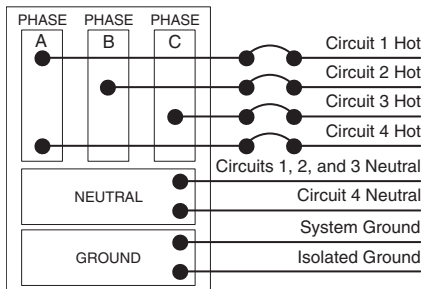 PHASE PHASE PHASE
A B C
Circuit 1 Hot
Circuit 2 Hot
Circuit 3 Hot
Circuit 4 Hot
Circuits 1, 2, and 3 Neutral
NEUTRAL
Circuit 4 Neutral
System Ground
GROUND
Isolated Ground